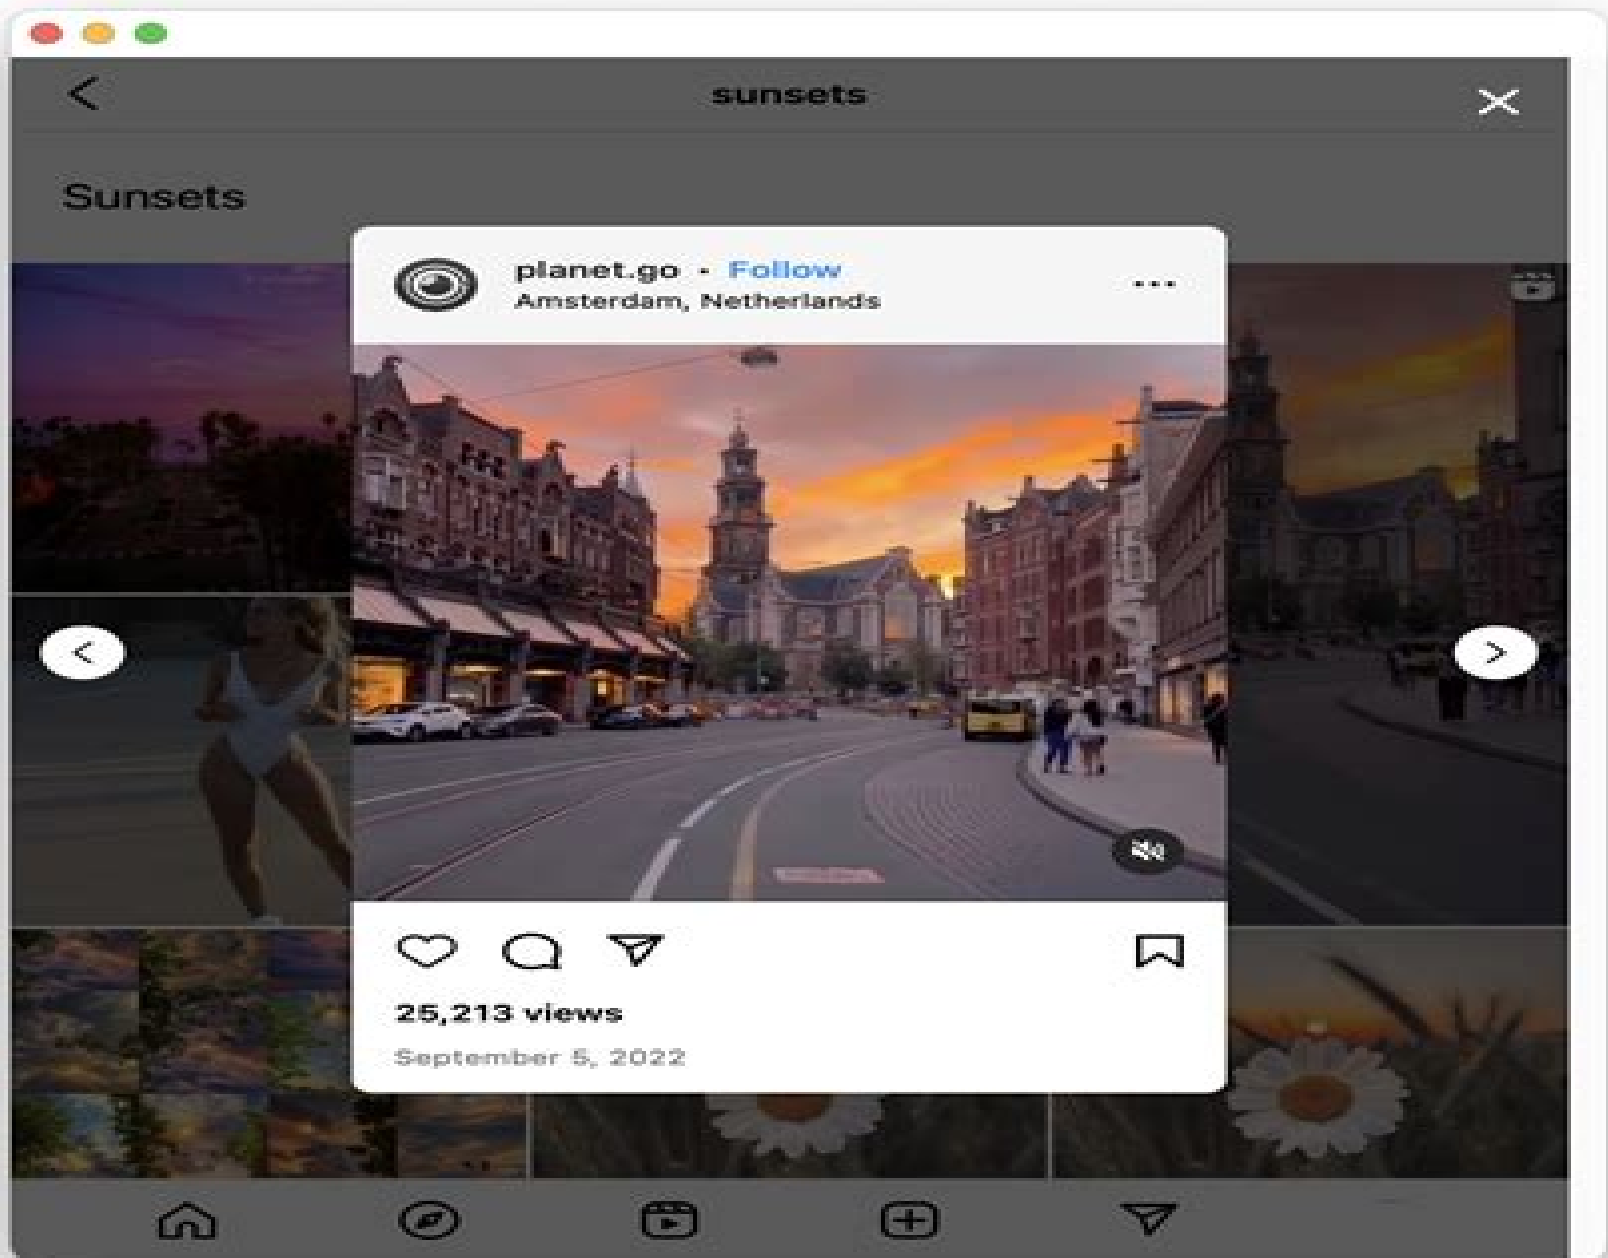 sunsets
Sunsets
planet.go • Follow
Amsterdam, Netherlands
25,213 views
September 5, 2022